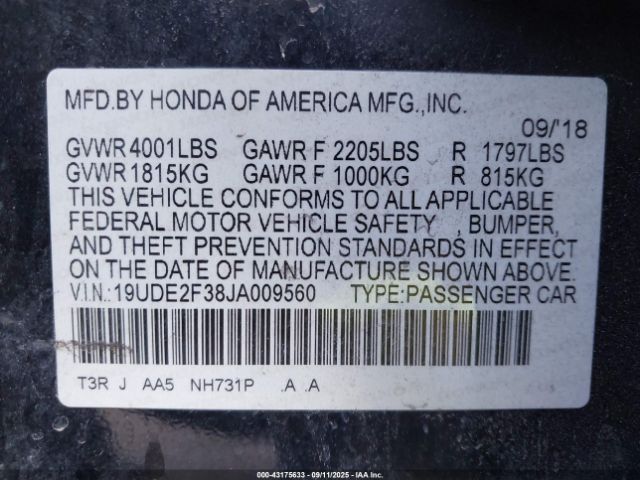 MFD.BY HONDA OF AMERICA MFG.,INC.
09/'18
GVWR 4001LBS GAWR F 2205LBS R 1797LBS
GVWR 1815KG GAWR F 1000KG R 815KG
THIS VEHICLE CONFORMS TO ALL APPLICABLE
FEDERAL MOTOR VEHICLE SAFETY , BUMPER,
AND THEFT PREVENTION STANDARDS IN EFFECT
ON THE DATE OF MANUFACTURE SHOWN ABOVE.
V.I.N.:19UDE2F38JA009560 TYPE:PASSENGER CAR
T3R J AA5 NH731P .A .A
000-43175633 - 09/11/2025 - IAA Inc.